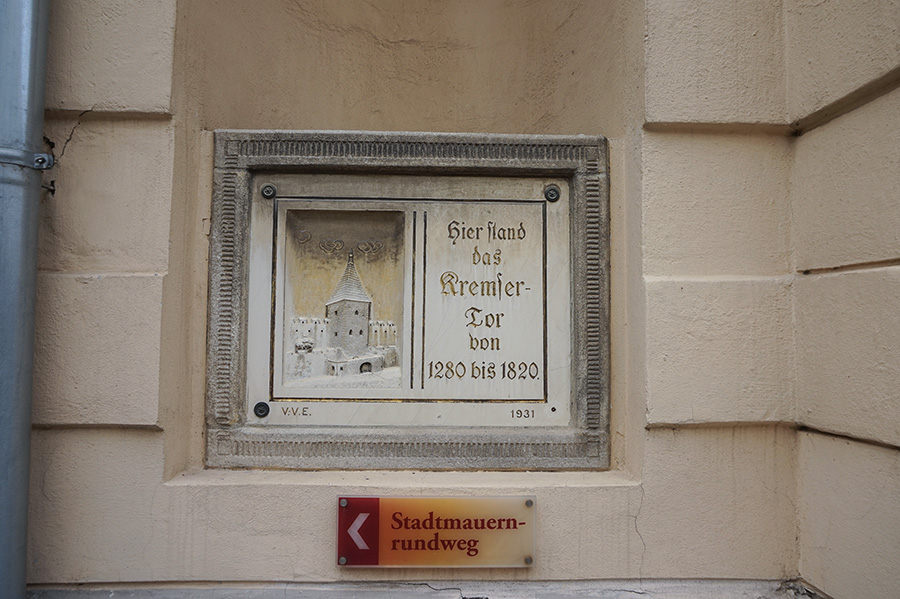 Hier ſtand
das
Kremſer-
Tor
von
1280 bis 1820.
V.V.E.
1931
Stadtmauern-
rundweg